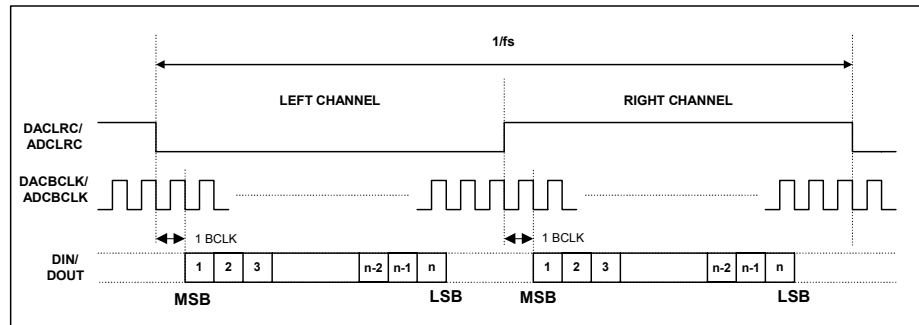 1/fs
LEFT CHANNEL
RIGHT CHANNEL
DACLRC/
ADCLRC
DACBCLK/
ADCBCLK
1 BCLK
1 BCLK
DIN/
DOUT
1 2 3 n-2 n-1 n
1 2 3 n-2 n-1 n
MSB
LSB
MSB
LSB